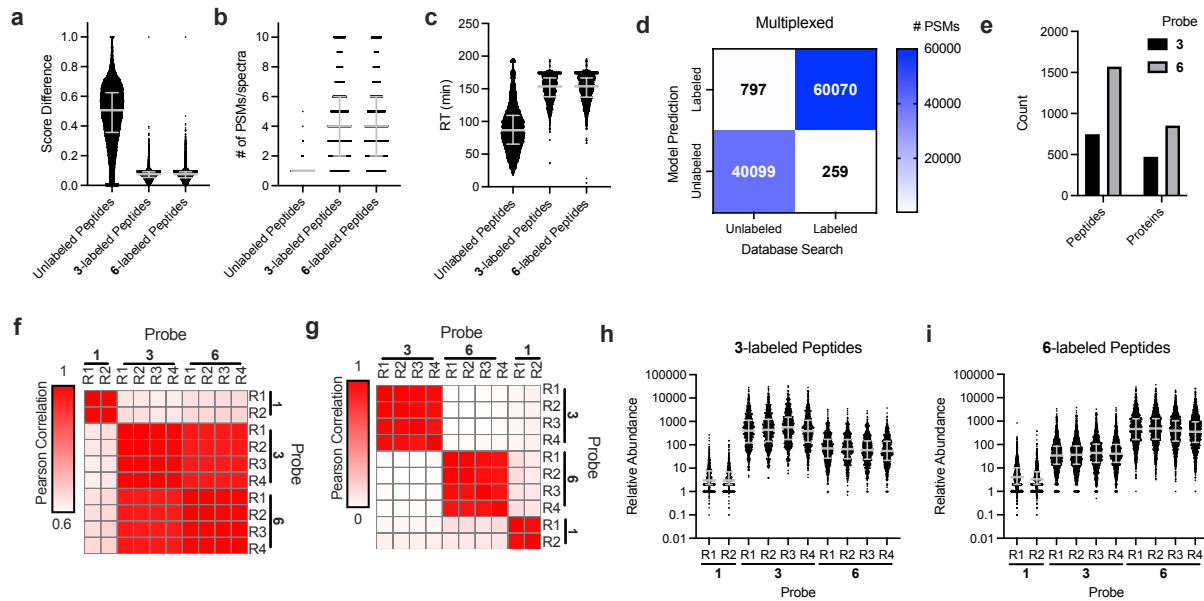 a
Score Difference
1.0
0.8
0.6
0.4
0.2
0.0
Unlabeled Peptides
3-labeled Peptides
6-labeled Peptides
b
# of PSMs/spectra
10
8
6
4
2
0
Unlabeled Peptides
3-labeled Peptides
6-labeled Peptides
c
RT (min)
200
150
100
50
0
Unlabeled Peptides
3-labeled Peptides
6-labeled Peptides
d
Multiplexed
# PSMs
Model Prediction
Labeled
Unlabeled
797
60070
40099
259
Unlabeled
Labeled
Database Search
60000
40000
20000
e
Probe
3
6
Count
2000
1500
1000
500
0
Peptides
Proteins
f
Probe
1
3
6
R1
R2
R1
R2
R3
R4
R1
R2
R3
R4
1
Pearson Correlation
0.6
R1
R2
R1
R2
R3
R4
R1
R2
R3
R4
1
3
6
Probe
g
Probe
3
6
1
R1
R2
R3
R4
R1
R2
R3
R4
R1
R2
1
Pearson Correlation
0
R1
R2
R3
R4
R1
R2
R3
R4
R1
R2
3
6
1
Probe
h
3-labeled Peptides
Relative Abundance
100000
10000
1000
100
10
1
0.1
0.01
R1 R2 R1 R2 R3 R4 R1 R2 R3 R4
1 3 6
Probe
i
6-labeled Peptides
Relative Abundance
100000
10000
1000
100
10
1
0.1
0.01
R1 R2 R1 R2 R3 R4 R1 R2 R3 R4
1 3 6
Probe